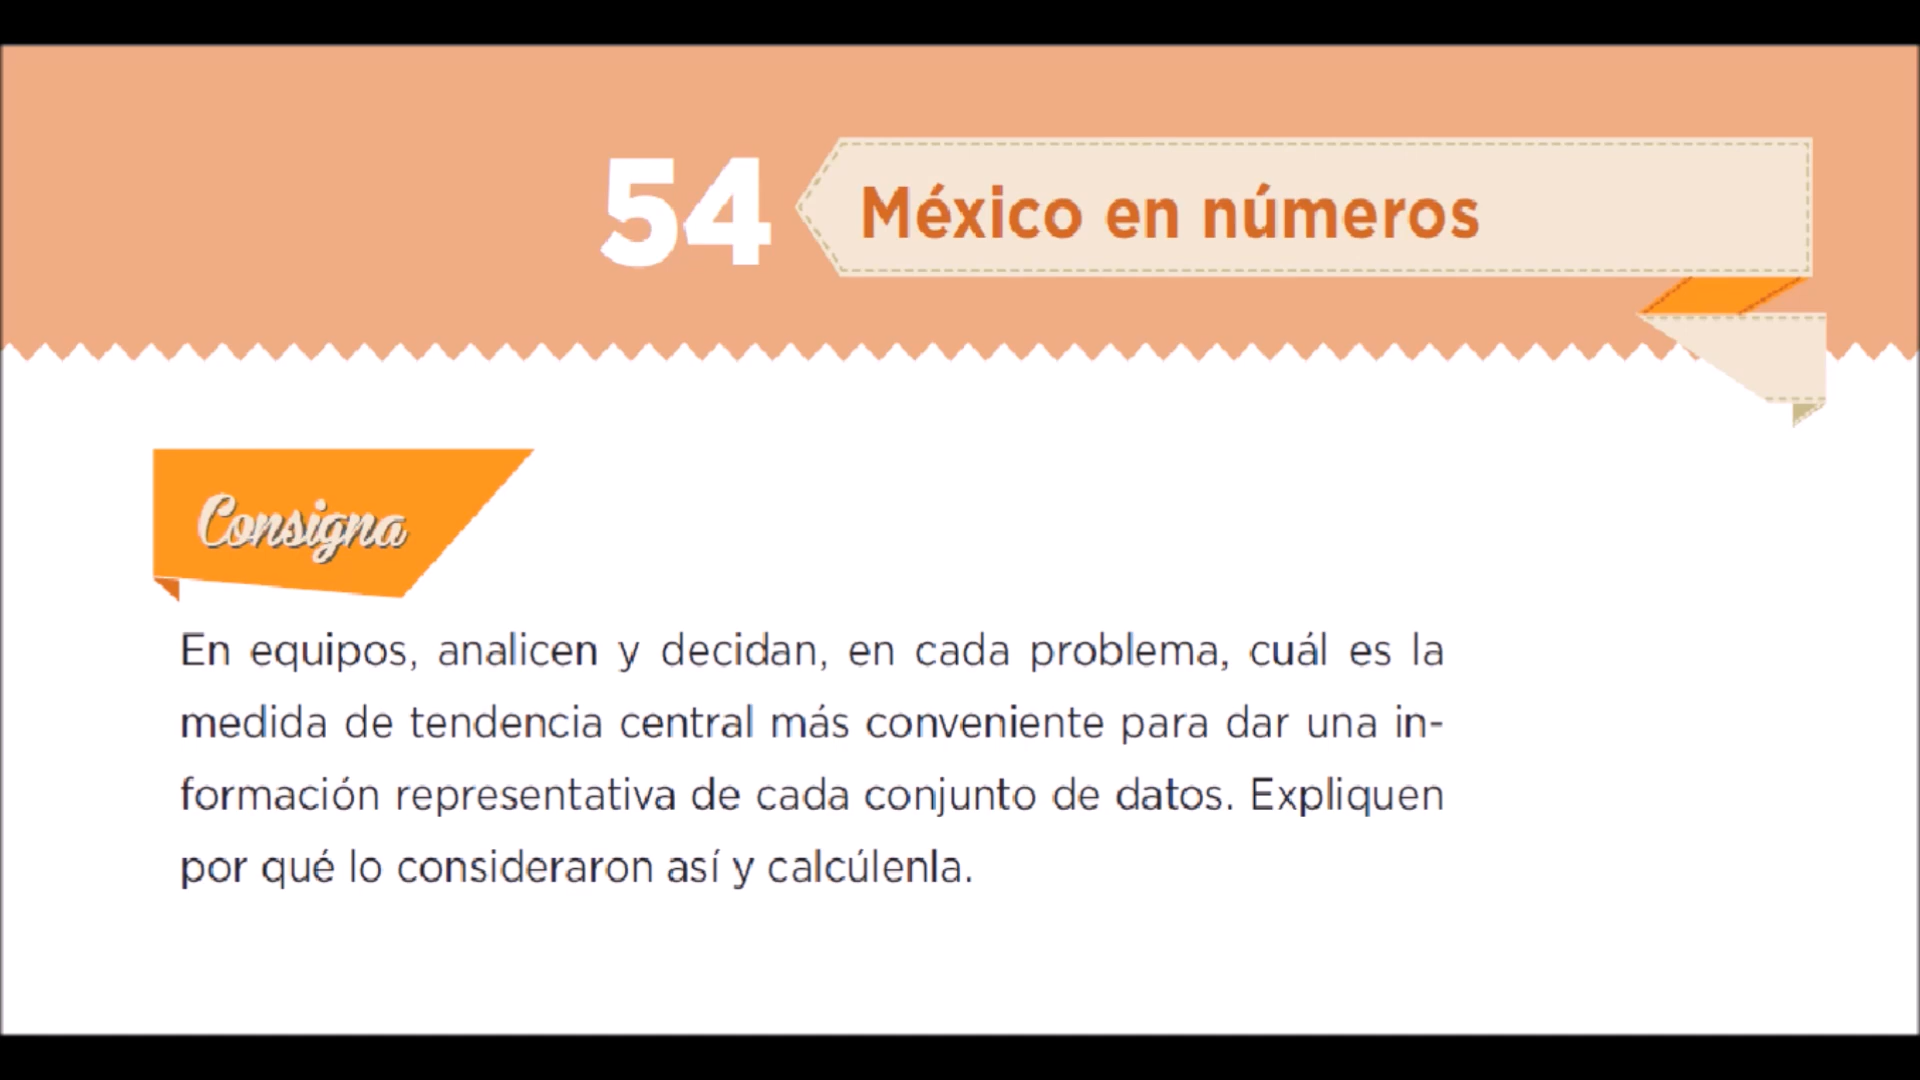 54
México en números
Consigna
En equipos, analicen y decidan, en cada problema, cuál es la
medida de tendencia central más conveniente para dar una in-
formación representativa de cada conjunto de datos. Expliquen
por qué lo consideraron así y calcúlenla.